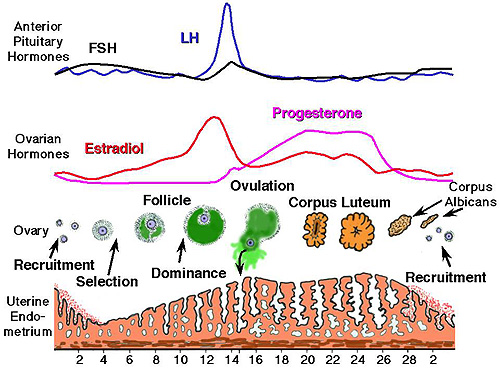 Anterior
Pituitary
Hormones
FSH
LH
Ovarian
Hormones
Estradiol
Progesterone
Ovulation
Follicle
Corpus Luteum
Corpus
Albicans
Ovary
Recruitment
Selection
Dominance
Recruitment
Uterine
Endo-
metrium
2 4 6 8 10 12 14 16 18 20 22 24 26 28 2